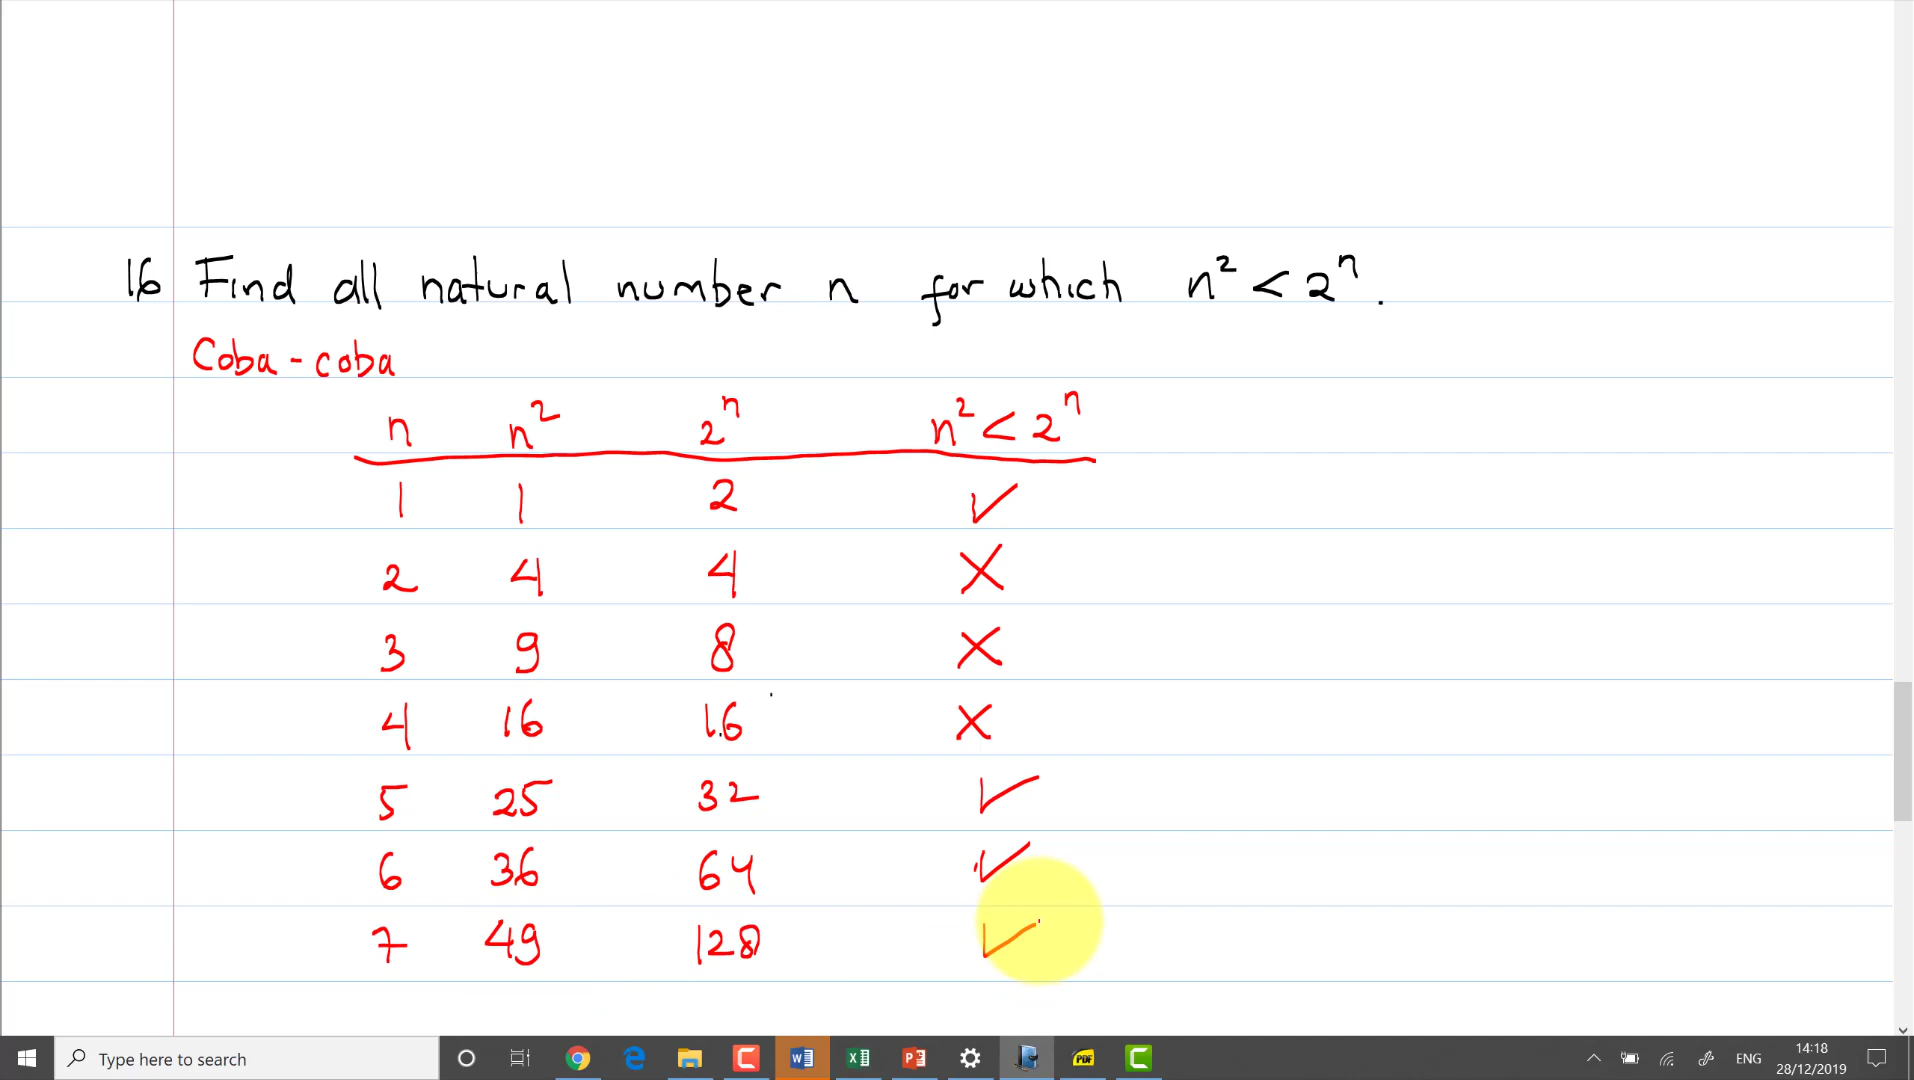 16 Find all natural number n for which n² < 2ⁿ.
Coba-coba
n n² 2ⁿ n² < 2ⁿ
1 1 2 ✓
2 4 4 X
3 9 8 X
4 16 16 X
5 25 32 ✓
6 36 64 ✓
7 49 128 ✓
Type here to search
ENG
14:18
28/12/2019
PDF